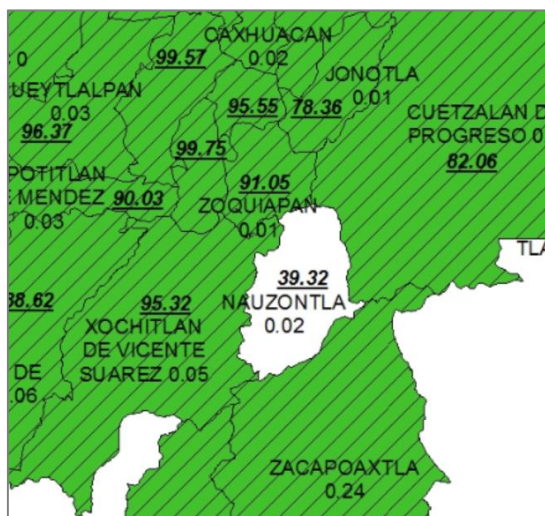 99.57
CAXHUACAN
0.02
0
UEYTLALPAN
0.03
96.37
95.55
78.36
JONOTLA
0.01
CUETZALAN D
PROGRESO 0
82.06
99.75
POTITLAN
MENDEZ
0.03
90.03
91.05
ZOQUIAPAN
0.01
TLA
39.32
NAUZONTLA
0.02
38.62
95.32
XOCHITLAN
DE VICENTE
SUAREZ 0.05
DE
.06
ZACAPOAXTLA
0.24